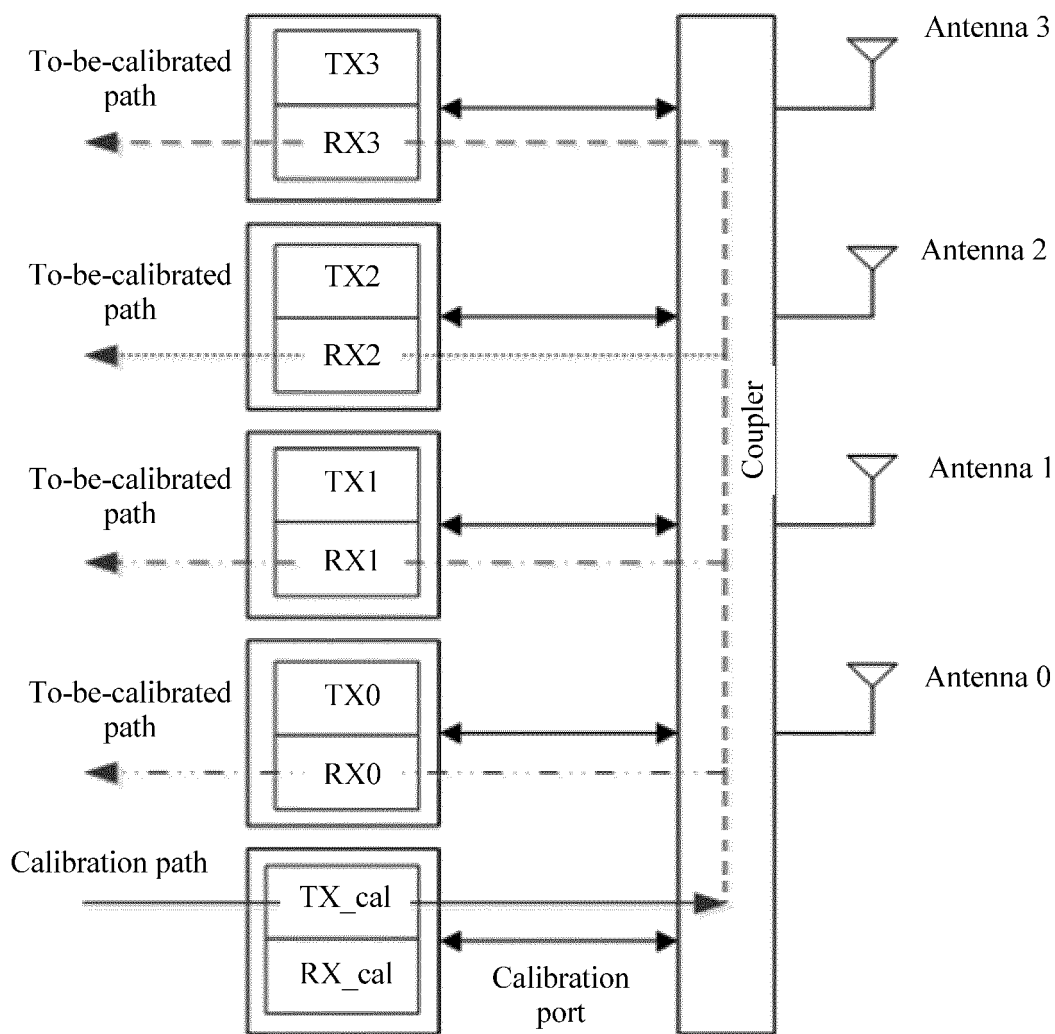 To-be-calibrated
path
TX3
RX3
Antenna 3
To-be-calibrated
path
TX2
RX2
Antenna 2
To-be-calibrated
path
TX1
RX1
Coupler
Antenna 1
To-be-calibrated
path
TX0
RX0
Antenna 0
Calibration path
TX_cal
RX_cal
Calibration
port